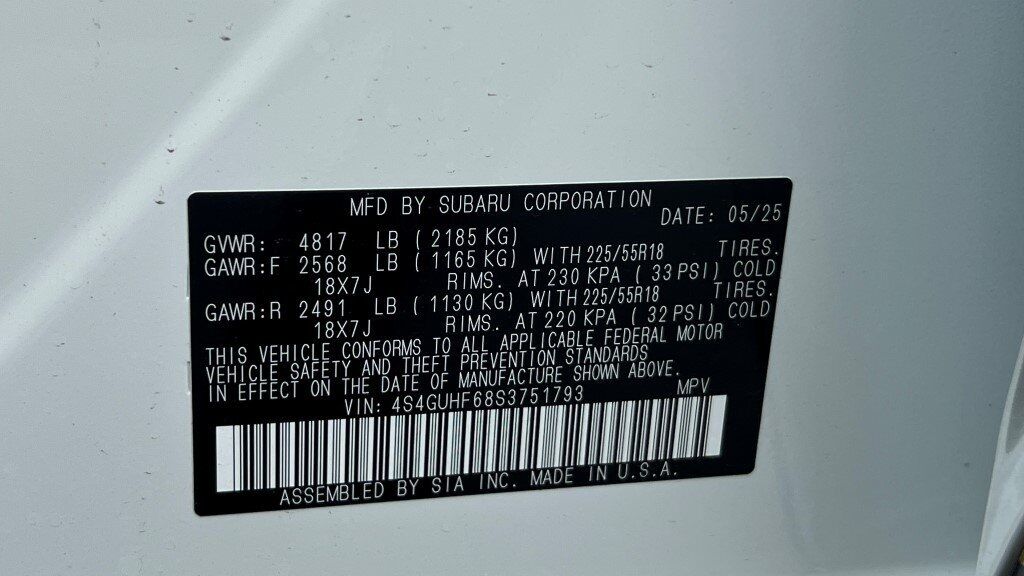 MFD BY SUBARU CORPORATION DATE: 05/25
GVWR: 4817 LB ( 2185 KG)
GAWR:F 2568 LB ( 1165 KG) WITH 225/55R18 TIRES.
18X7J RIMS. AT 230 KPA ( 33 PSI) COLD
GAWR:R 2491 LB ( 1130 KG) WITH 225/55R18 TIRES.
18X7J RIMS. AT 220 KPA ( 32 PSI) COLD
THIS VEHICLE CONFORMS TO ALL APPLICABLE FEDERAL MOTOR
VEHICLE SAFETY AND THEFT PREVENTION STANDARDS
IN EFFECT ON THE DATE OF MANUFACTURE SHOWN ABOVE.
VIN: 4S4GUHF68S3751793 MPV
ASSEMBLED BY SIA INC. MADE IN U.S.A.